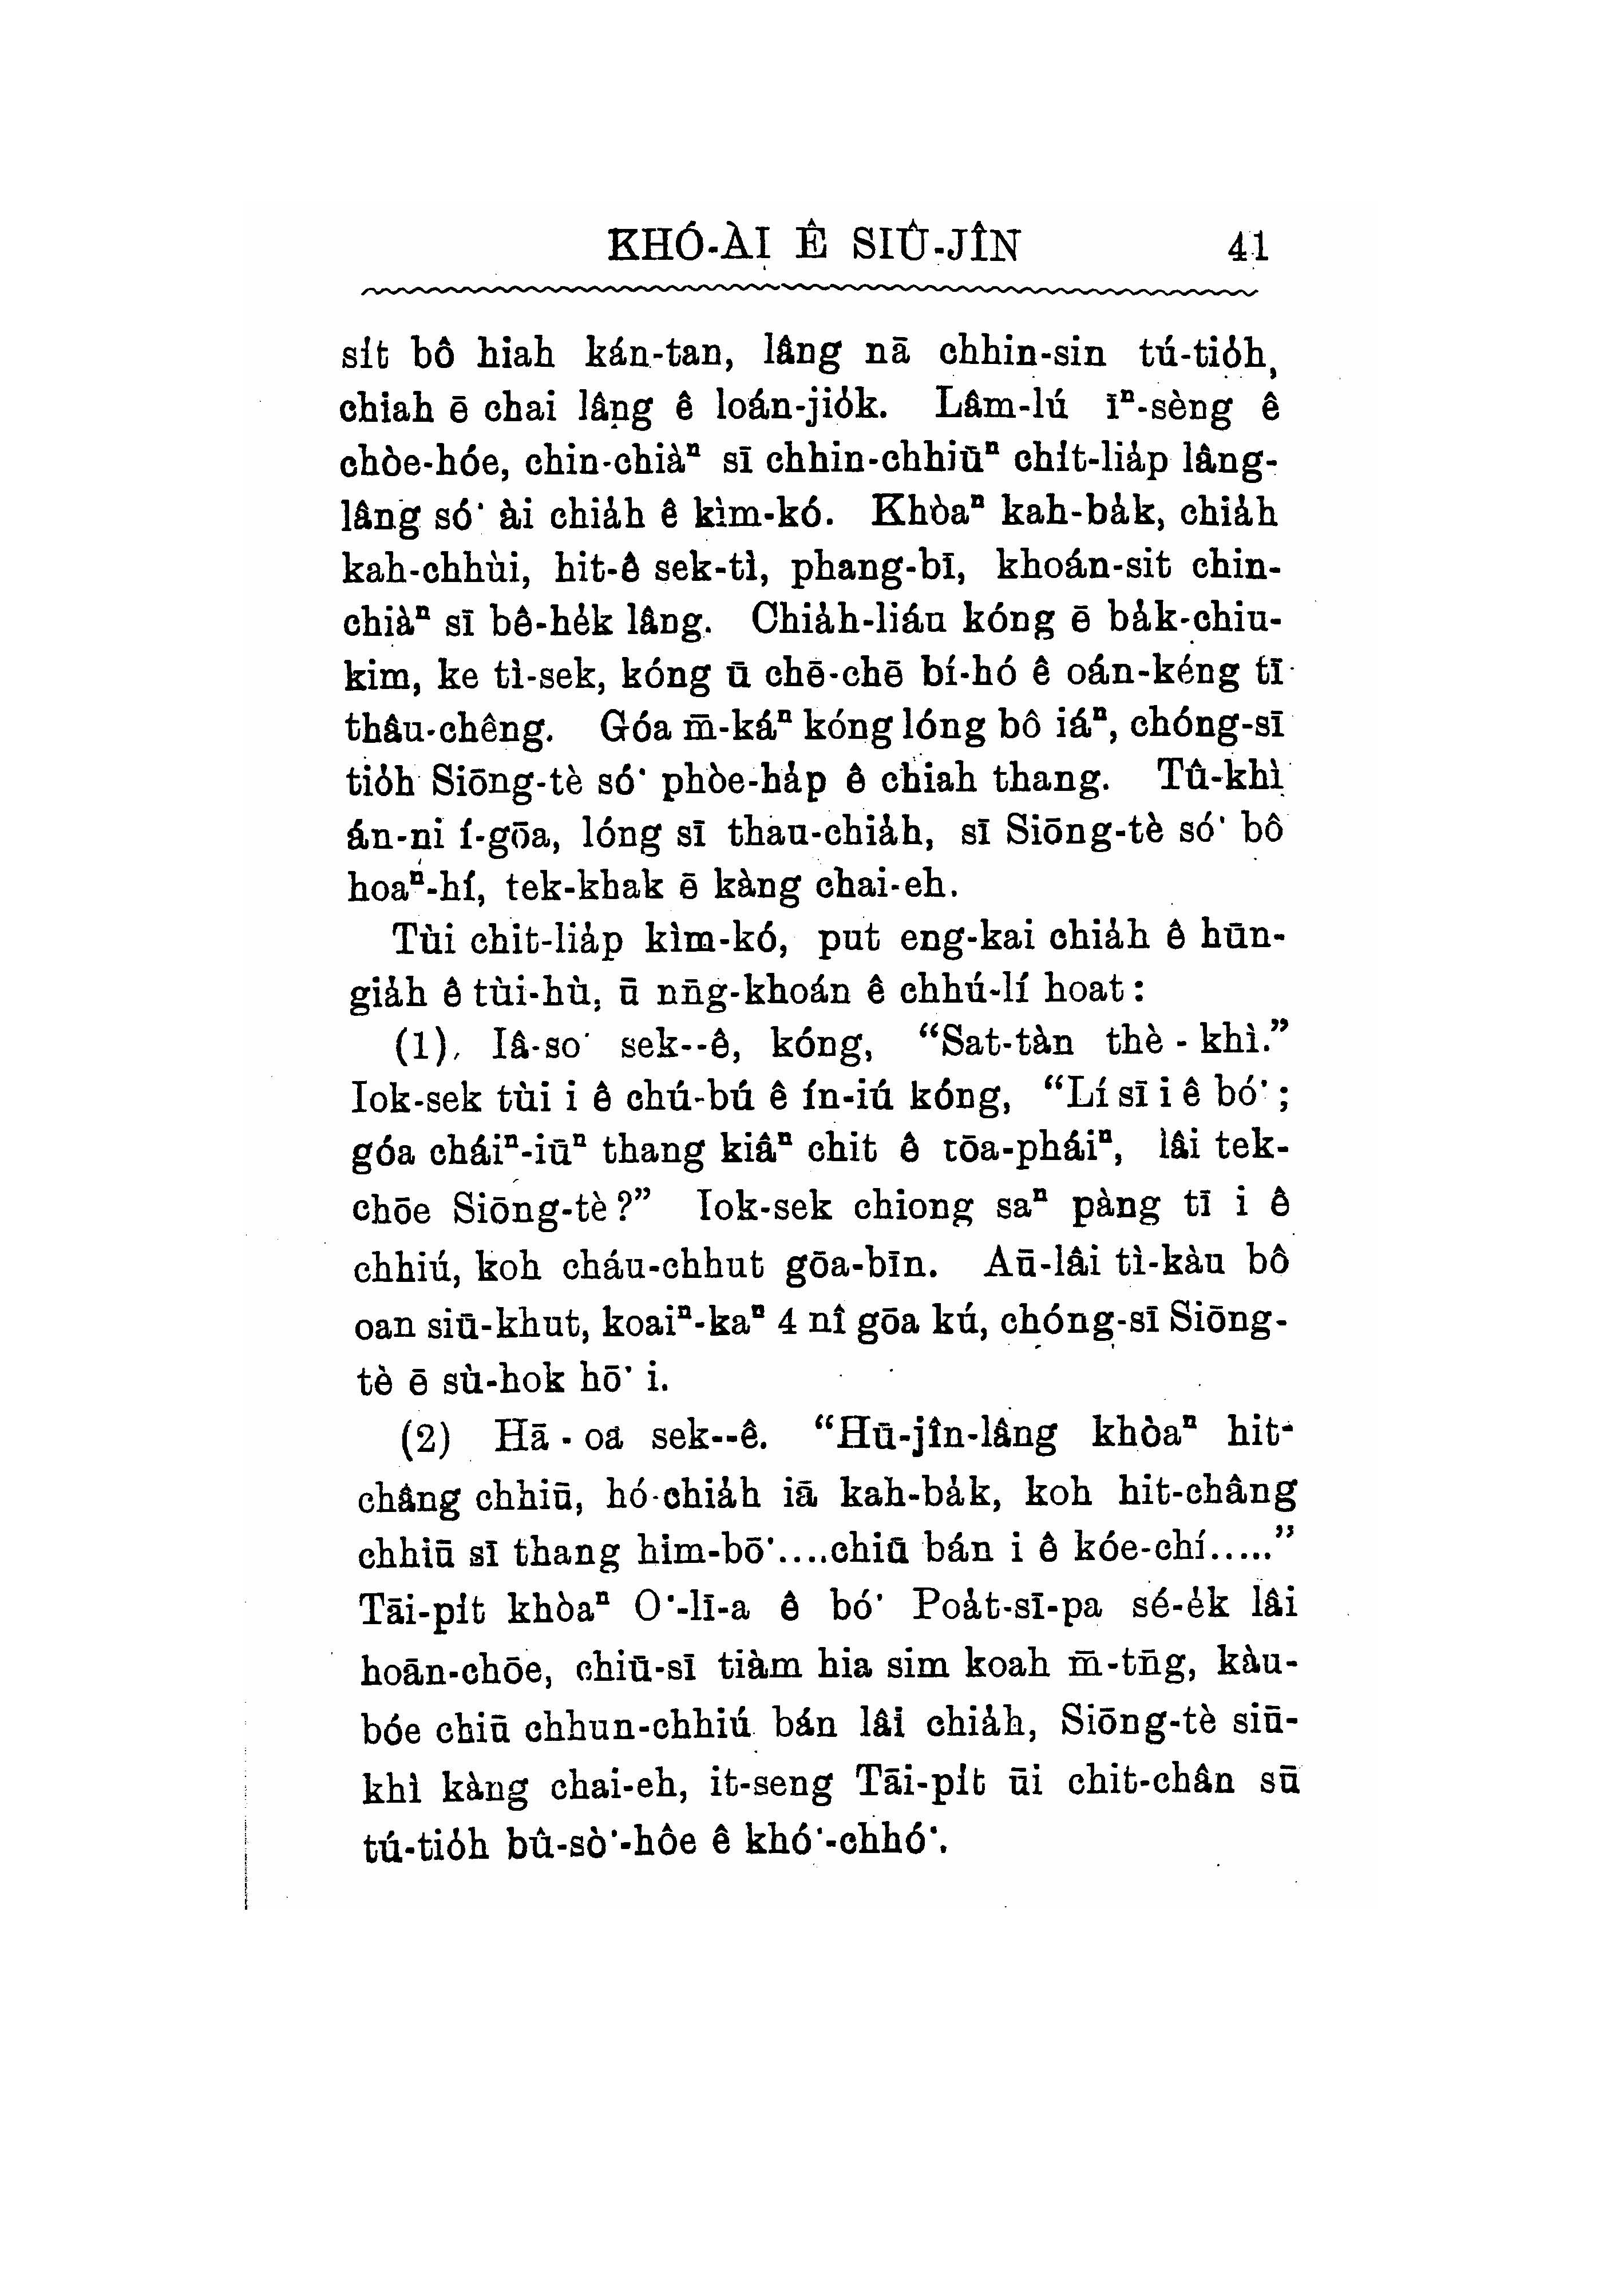 KHÓ-ÀI Ê SIÛ-JÎN 41
si̍t bô hiah kán-tan, lâng nā chhin-sin tú-tio̍h,
chiah ē chai lâng ê loán-jio̍k. Lâm-lú īⁿ-sèng ê
chòe-hóe, chin-chiàⁿ sī chhin-chhiūⁿ chi̍t-lia̍p lâng-
lâng só͘ ài chia̍h ê kìm-kó. Khòaⁿ kah-ba̍k, chia̍h
kah-chhùi, hit-ê sek-tì, phang-bī, khoán-sit chin-
chiàⁿ sī bê-he̍k lâng. Chia̍h-liáu kóng ē ba̍k-chiu-
kim, ke tì-sek, kóng ū chē-chē bí-hó ê oán-kéng tī
thâu-chêng. Góa m̄-káⁿ kóng lóng bô iáⁿ, chóng-sī
tio̍h Siōng-tè só͘ phòe-ha̍p ê chiah thang. Tû-khì
án-ni í-gōa, lóng sī thau-chia̍h, sī Siōng-tè só͘ bô
hoaⁿ-hí, tek-khak ē kàng chai-eh.
Tùi chit-lia̍p kìm-kó, put eng-kai chia̍h ê hūn-
gia̍h ê tùi-hù, ū nn̄g-khoán ê chhú-lí hoat:
(1), Iâ-so͘ sek--ê, kóng, “Sat-tàn thè-khì.”
Iok-sek tùi i ê chú-bú ê ín-iú kóng, “Lí sī i ê bó͘;
góa cháiⁿ-iūⁿ thang kiâⁿ chit ê tōa-pháiⁿ, lâi tek-
chōe Siōng-tè?” Iok-sek chiong saⁿ pàng tī i ê
chhiú, koh cháu-chhut gōa-bīn. Aū-lâi tì-kàu bô
oan siū-khut, koaiⁿ-kaⁿ 4 nî gōa kú, chóng-sī Siōng-
tè ē sù-hok hō͘ i.
(2) Hā-oa sek--ê. “Hū-jîn-lâng khòaⁿ hit-
châng chhiū, hó-chia̍h iā kah-ba̍k, koh hit-châng
chhiū sī thang him-bō͘....chiū bán i ê kóe-chí.....”
Tāi-pi̍t khòaⁿ O͘-lī-a ê bó͘ Poa̍t-sī-pa sé-e̍k lâi
hoān-chōe, chiū-sī tiàm hia sim koah m̄-tn̄g, kàu-
bóe chiū chhun-chhiú bán lâi chia̍h, Siōng-tè siū-
khì kàng chai-eh, it-seng Tāi-pi̍t ūi chit-chân sū
tú-tio̍h bû-sò͘-hôe ê khó͘-chhó͘.